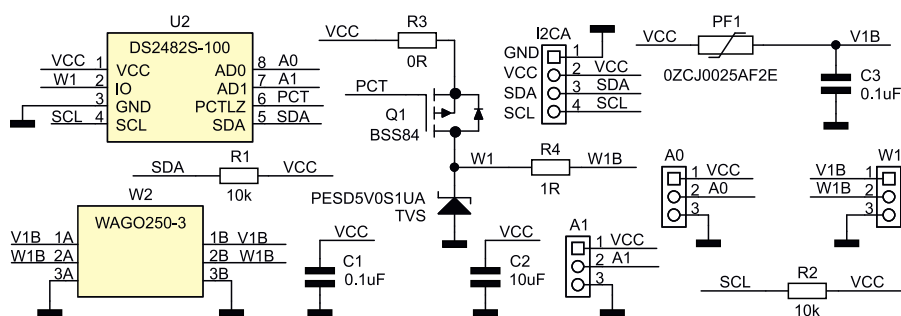 U2
DS2482S-100
VCC 1 VCC AD0 8 A0
W1 2 IO AD1 7 A1
3 GND PCTLZ 6 PCT
SCL 4 SCL SDA 5 SDA
R3
VCC
0R
PCT
Q1
BSS84
W1
R4
W1B
1R
PESD5V0S1UA
TVS
I2CA
GND 1
VCC 2 VCC
SDA 3 SDA
SCL 4 SCL
PF1
VCC
V1B
0ZCJ0025AF2E
C3
0.1uF
R1
SDA
VCC
10k
W2
WAGO250-3
V1B 1A 1B V1B
W1B 2A 2B W1B
3A 3B
VCC
C1
0.1uF
VCC
C2
10uF
A1
1 VCC
2 A1
3
A0
1 VCC
2 A0
3
W1
V1B 1
W1B 2
3
R2
SCL
VCC
10k